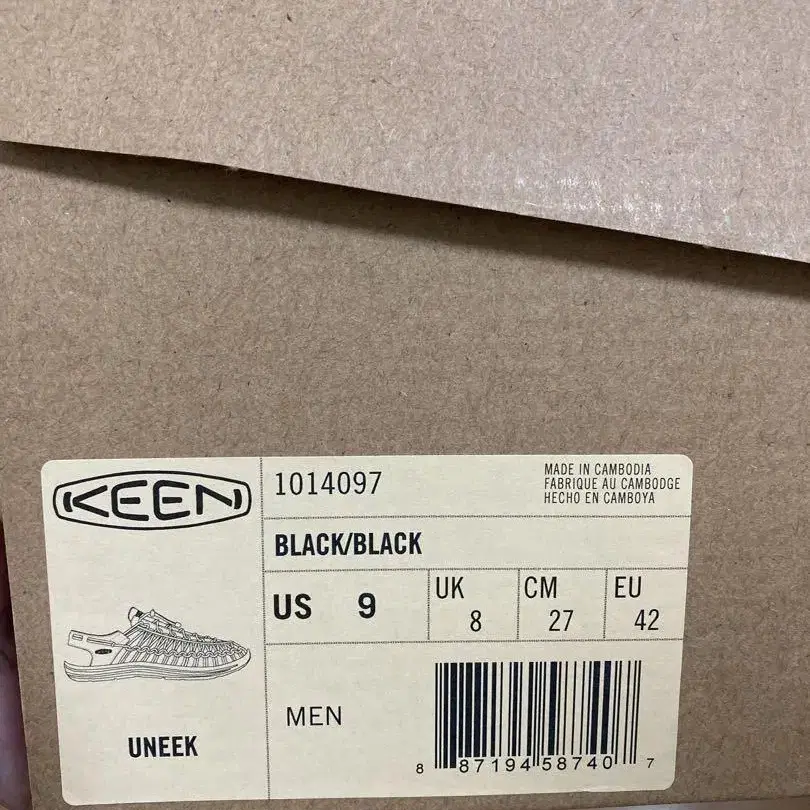 KEEN
1014097
MADE IN CAMBODIA
FABRIQUE AU CAMBODGE
HECHO EN CAMBOYA
BLACK/BLACK
US 9
UK 8
CM 27
EU 42
UNEEK
MEN
8 87194 58740 7